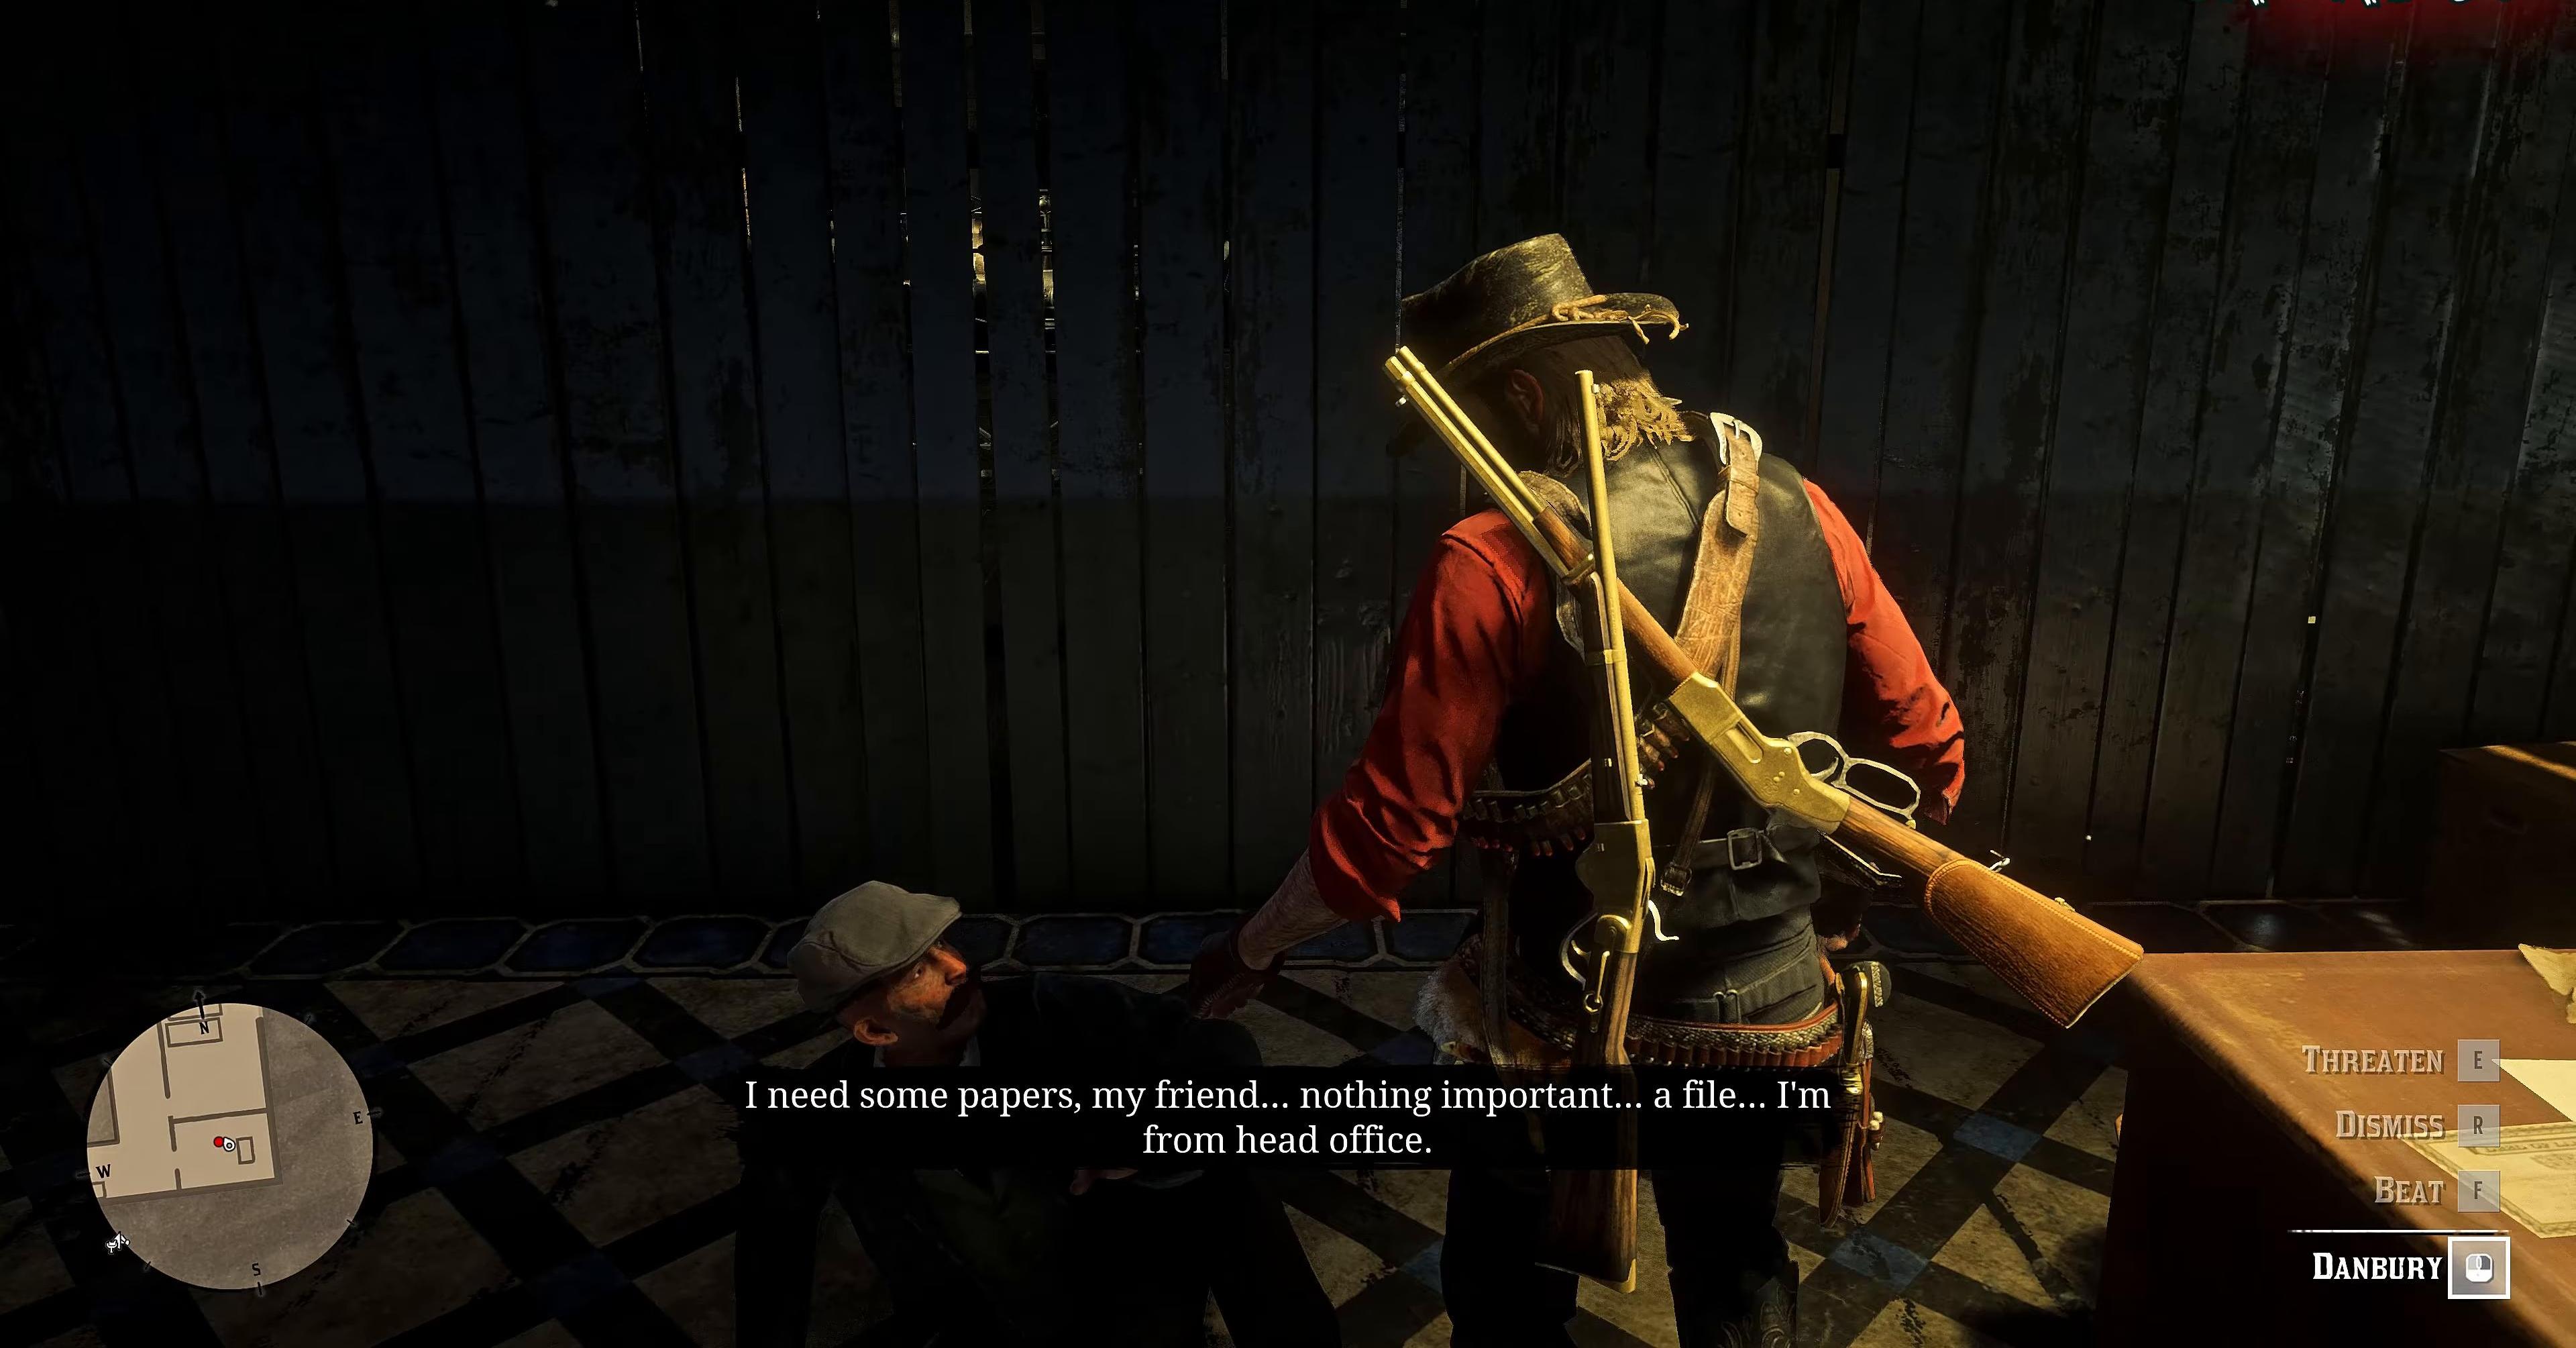 N
E
W
S
I need some papers, my friend... nothing important... a file... I'm
from head office.
THREATEN E
DISMISS R
BEAT F
DANBURY